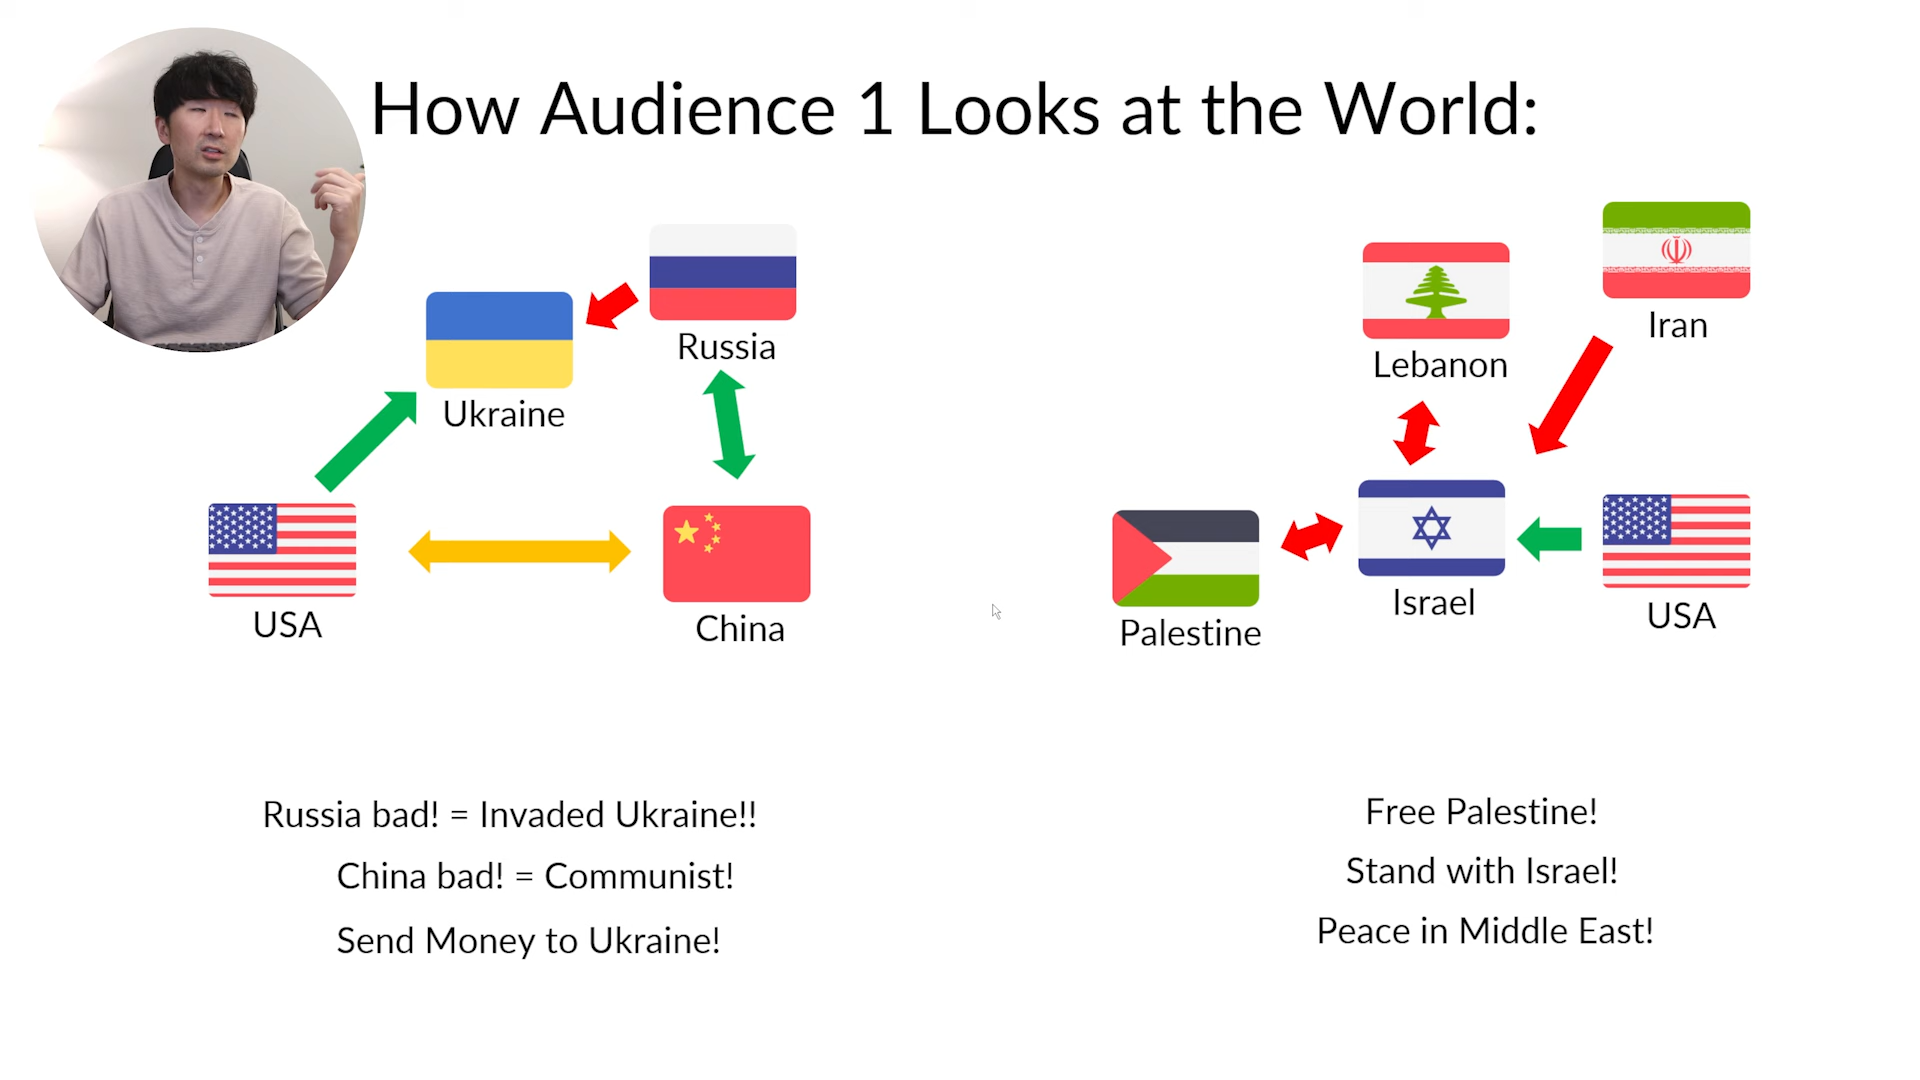 How Audience 1 Looks at the World:
Russia
Ukraine
USA
China
Lebanon
Iran
Palestine
Israel
USA
Russia bad! = Invaded Ukraine!!
China bad! = Communist!
Send Money to Ukraine!
Free Palestine!
Stand with Israel!
Peace in Middle East!